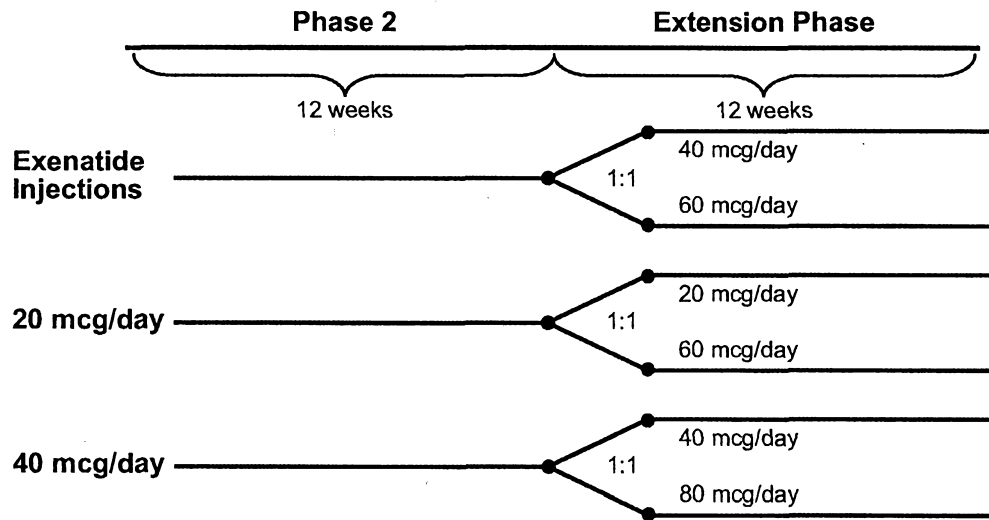 Phase 2
Extension Phase
12 weeks
12 weeks
Exenatide
Injections
40 mcg/day
1:1
60 mcg/day
20 mcg/day
20 mcg/day
1:1
60 mcg/day
40 mcg/day
40 mcg/day
1:1
80 mcg/day